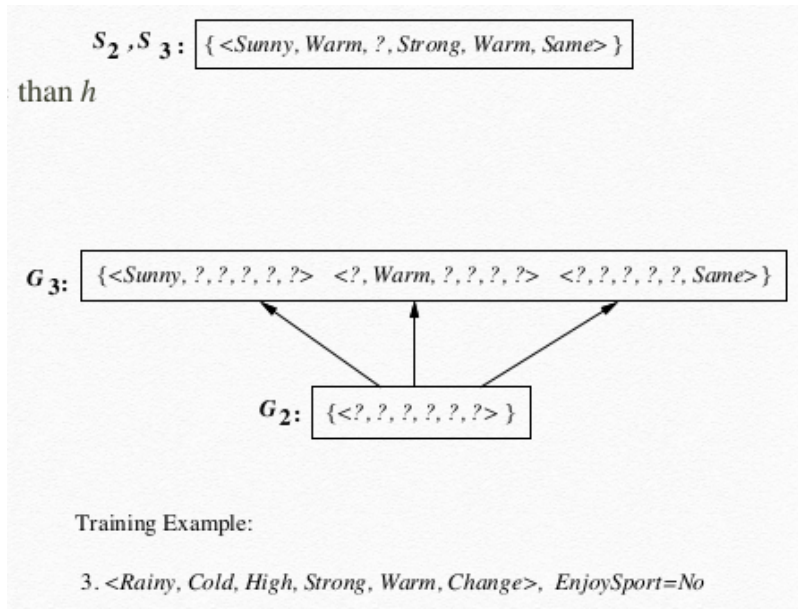 S2 , S3 : { <Sunny, Warm, ?, Strong, Warm, Same> }
than h
G3: {<Sunny, ?, ?, ?, ?, ?> <?, Warm, ?, ?, ?, ?> <?, ?, ?, ?, ?, Same> }
G2: {<?, ?, ?, ?, ?, ?> }
Training Example:
3. <Rainy, Cold, High, Strong, Warm, Change>, EnjoySport=No